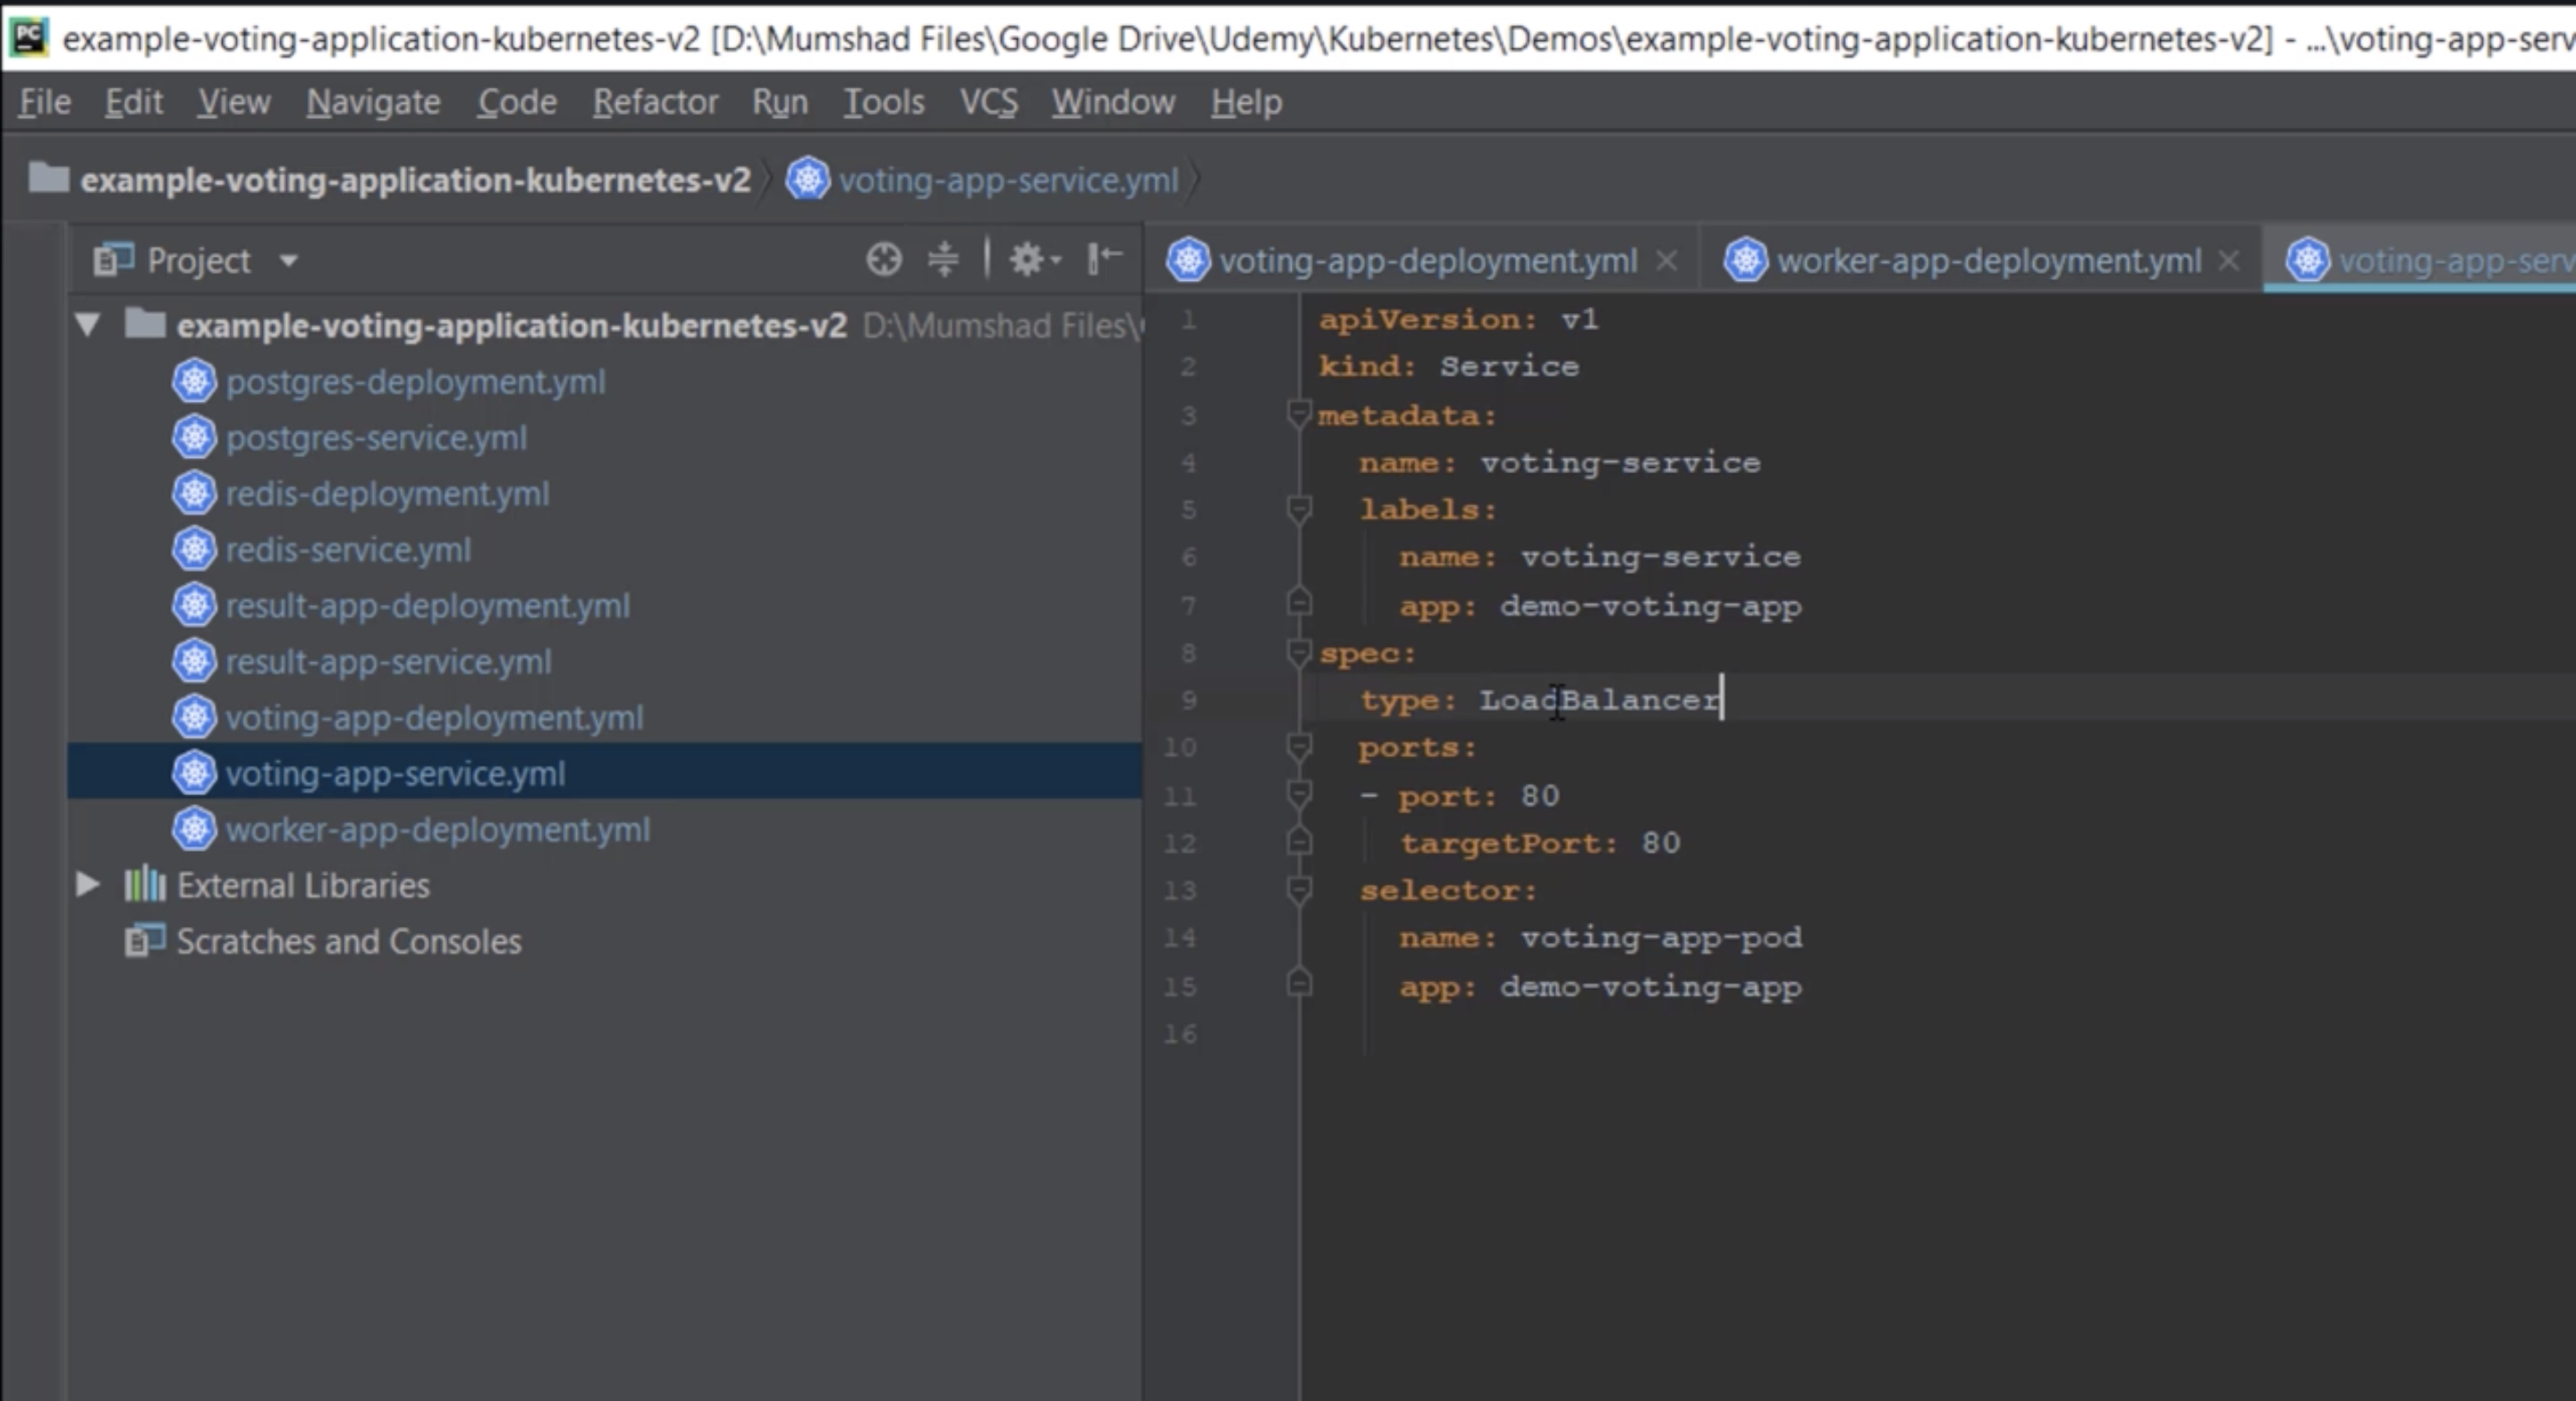 PC example-voting-application-kubernetes-v2 [D:\Mumshad Files\Google Drive\Udemy\Kubernetes\Demos\example-voting-application-kubernetes-v2] - ...\voting-app-serv
File Edit View Navigate Code Refactor Run Tools VCS Window Help
example-voting-application-kubernetes-v2 voting-app-service.yml
Project
voting-app-deployment.yml worker-app-deployment.yml voting-app-serv
example-voting-application-kubernetes-v2 D:\Mumshad Files\
postgres-deployment.yml
postgres-service.yml
redis-deployment.yml
redis-service.yml
result-app-deployment.yml
result-app-service.yml
voting-app-deployment.yml
voting-app-service.yml
worker-app-deployment.yml
External Libraries
Scratches and Consoles
1 apiVersion: v1
2 kind: Service
3 metadata:
4 name: voting-service
5 labels:
6 name: voting-service
7 app: demo-voting-app
8 spec:
9 type: LoadBalancer
10 ports:
11 - port: 80
12 targetPort: 80
13 selector:
14 name: voting-app-pod
15 app: demo-voting-app
16